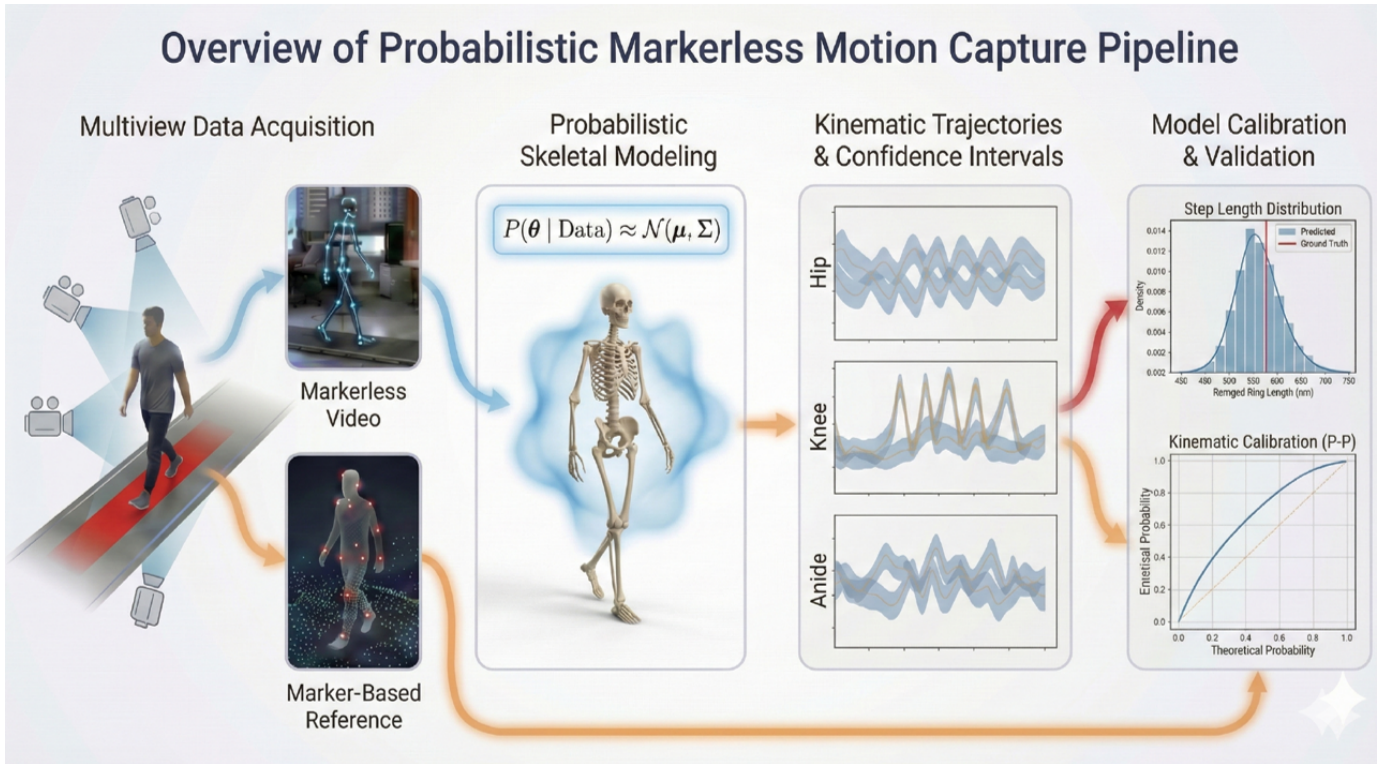 Overview of Probabilistic Markerless Motion Capture Pipeline
Multiview Data Acquisition
Markerless
Video
Marker-Based
Reference
Probabilistic
Skeletal Modeling
P(θ | Data) ≈ 𝒩(μ, Σ)
Kinematic Trajectories
& Confidence Intervals
Hip
Knee
Anide
Model Calibration
& Validation
Step Length Distribution
Predicted
Ground Truth
Density
0.014
0.012
0.010
0.008
0.006
0.004
0.002
0.002
450 480 500 550 600 650 700 750
Remged Ring Length (nm)
Kinematic Calibration (P-P)
Entetisal Probability
1.0
0.8
0.6
0.4
0.2
0.0
0.0 0.2 0.4 0.6 0.8 1.0
Theoretical Probability